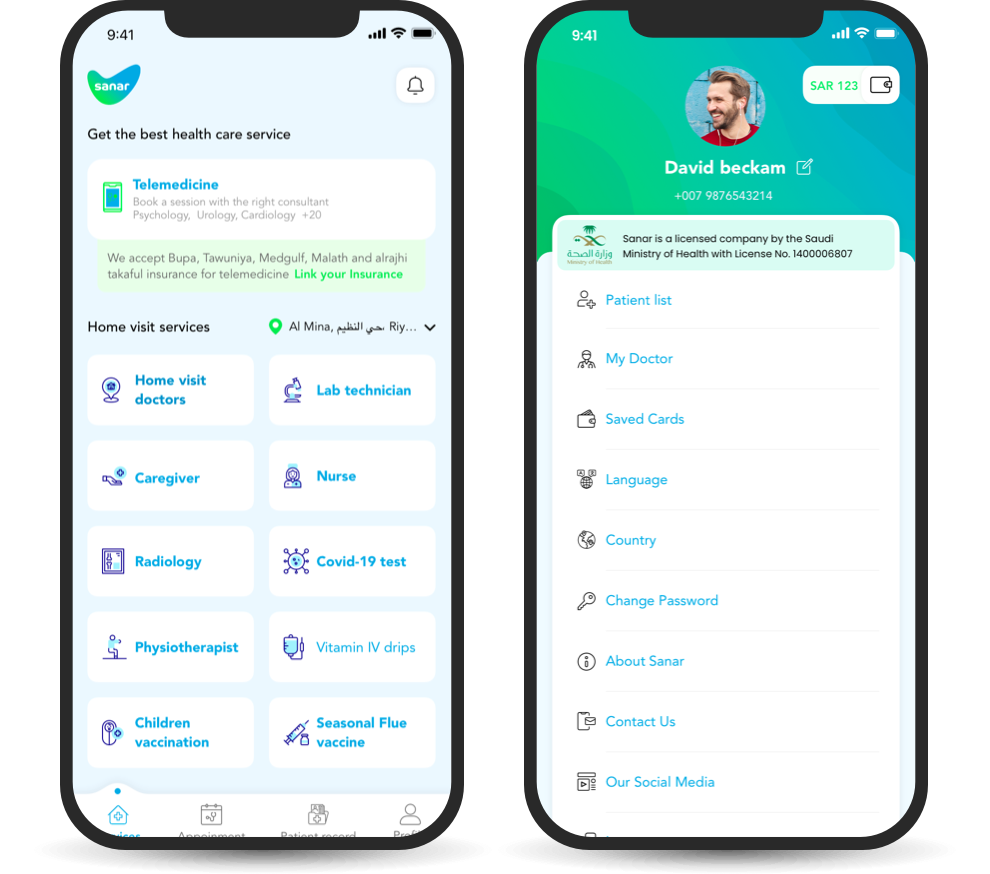 9:41
sanar
Get the best health care service
Telemedicine
Book a session with the right consultant
Psychology, Urology, Cardiology +20
We accept Bupa, Tawuniya, Medgulf, Malath and alrajhi
takaful insurance for telemedicine Link your Insurance
Home visit services
Al Mina, حي النظيم، Riy...
Home visit
doctors
Lab technician
Caregiver
Nurse
Radiology
Covid-19 test
Physiotherapist
Vitamin IV drips
Children
vaccination
Seasonal Flue
vaccine
Appoinment
Patient record
9:41
SAR 123
David beckam
+007 9876543214
وزارة الصحة
Ministry of Health
Sanar is a licensed company by the Saudi
Ministry of Health with License No. 1400006807
Patient list
My Doctor
Saved Cards
A B
Language
Country
Change Password
About Sanar
Contact Us
Our Social Media